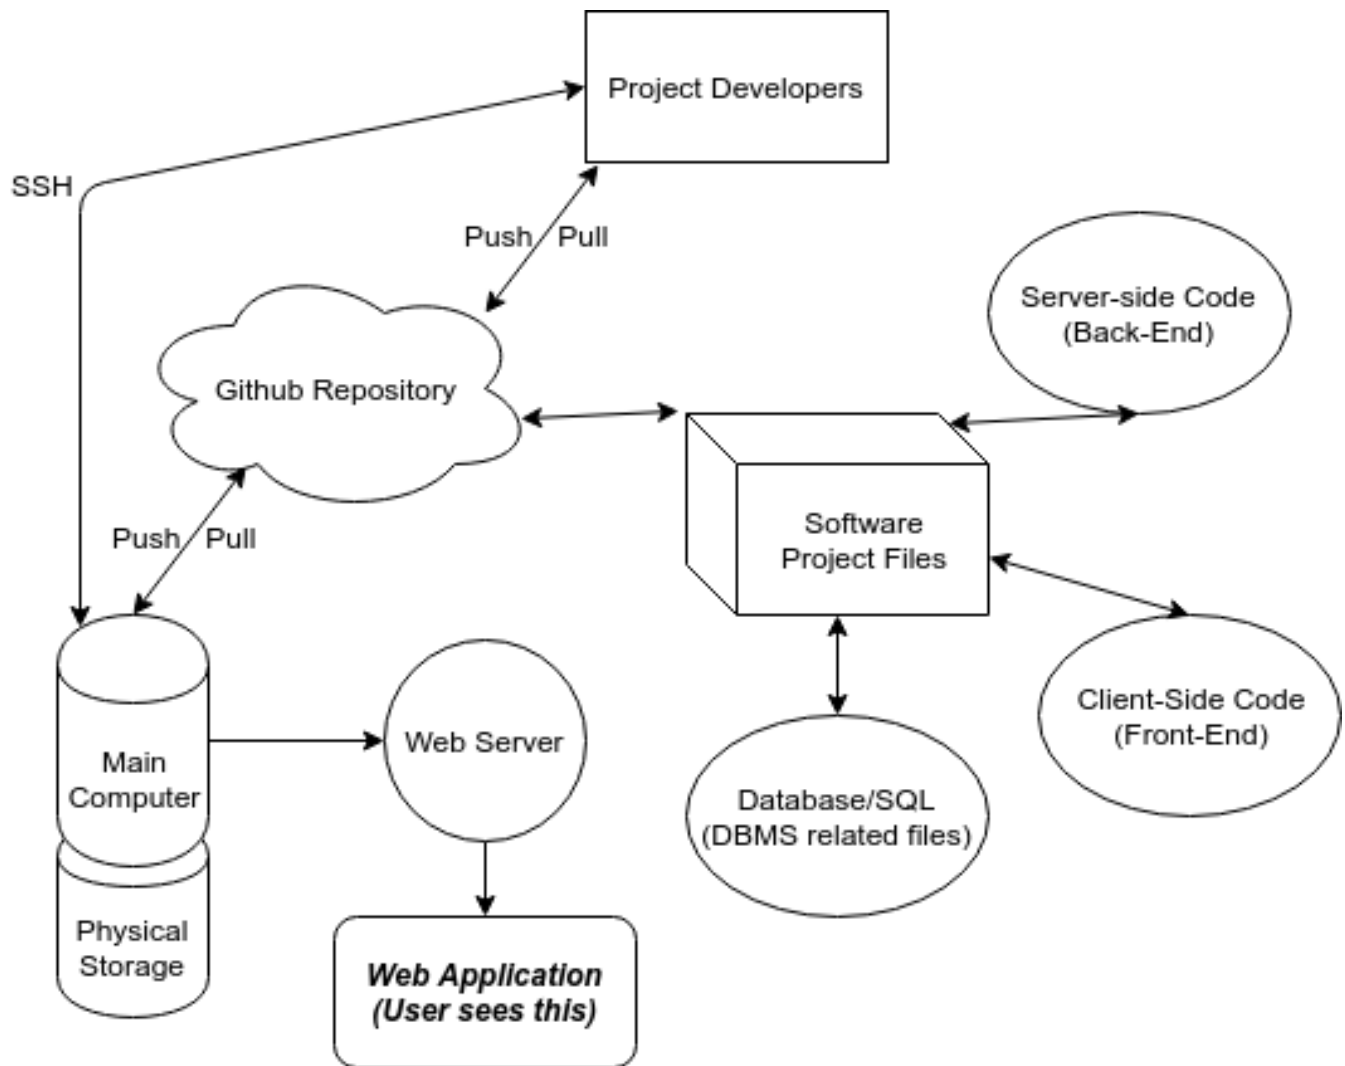 Project Developers
SSH
Push Pull
Server-side Code
(Back-End)
Github Repository
Software
Project Files
Push Pull
Client-Side Code
(Front-End)
Web Server
Main
Computer
Database/SQL
(DBMS related files)
Physical
Storage
Web Application
(User sees this)